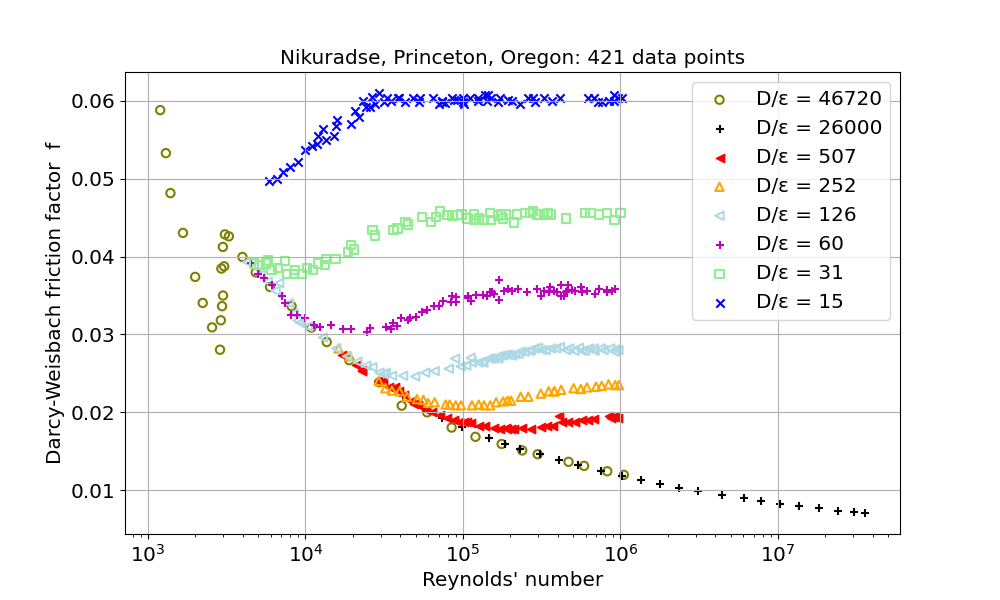 Nikuradse, Princeton, Oregon: 421 data points
Darcy-Weisbach friction factor f
0.06
0.05
0.04
0.03
0.02
0.01
D/ε = 46720
D/ε = 26000
D/ε = 507
D/ε = 252
D/ε = 126
D/ε = 60
D/ε = 31
D/ε = 15
10³ 10⁴ 10⁵ 10⁶ 10⁷
Reynolds' number